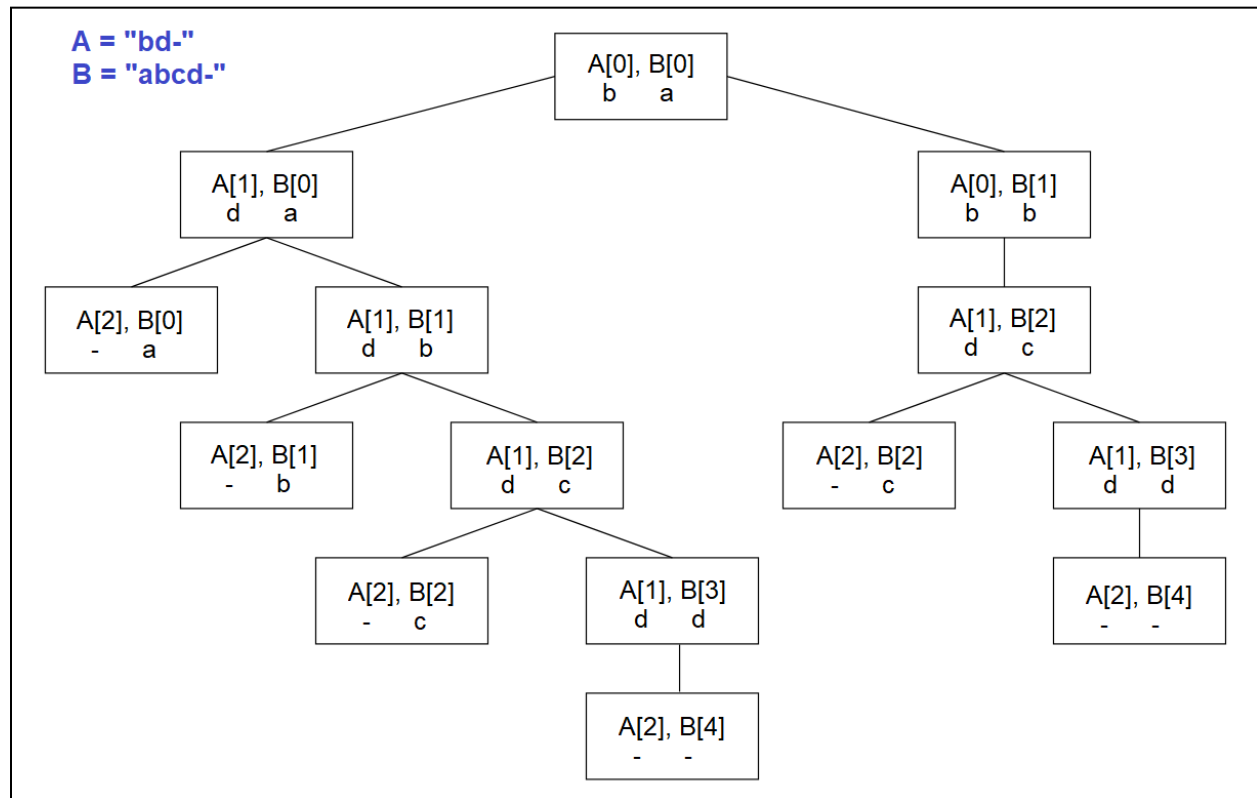 A = "bd-"
B = "abcd-"
A[0], B[0]
b a
A[1], B[0]
d a
A[0], B[1]
b b
A[2], B[0]
- a
A[1], B[1]
d b
A[1], B[2]
d c
A[2], B[1]
- b
A[1], B[2]
d c
A[2], B[2]
- c
A[1], B[3]
d d
A[2], B[2]
- c
A[1], B[3]
d d
A[2], B[4]
- -
A[2], B[4]
- -